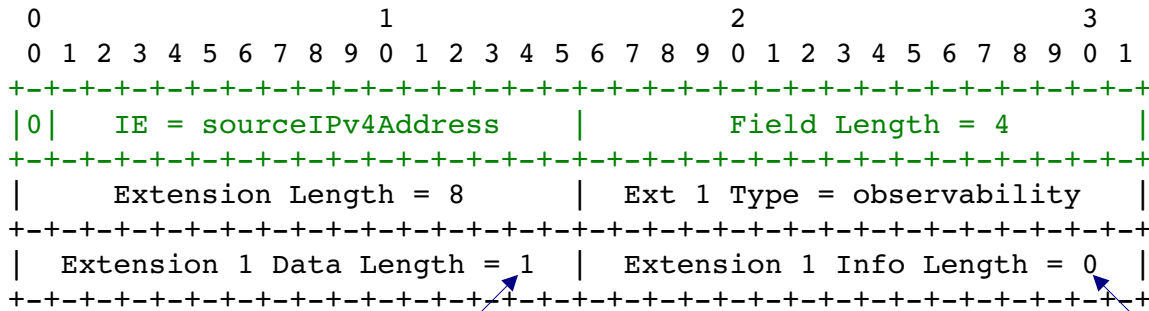 0                   1                   2                   3
0 1 2 3 4 5 6 7 8 9 0 1 2 3 4 5 6 7 8 9 0 1 2 3 4 5 6 7 8 9 0 1
+-+-+-+-+-+-+-+-+-+-+-+-+-+-+-+-+-+-+-+-+-+-+-+-+-+-+-+-+-+-+-+-+
|0|   IE = sourceIPv4Address    |        Field Length = 4       |
+-+-+-+-+-+-+-+-+-+-+-+-+-+-+-+-+-+-+-+-+-+-+-+-+-+-+-+-+-+-+-+-+
|     Extension Length = 8      |  Ext 1 Type = observability   |
+-+-+-+-+-+-+-+-+-+-+-+-+-+-+-+-+-+-+-+-+-+-+-+-+-+-+-+-+-+-+-+-+
|  Extension 1 Data Length = 1  |  Extension 1 Info Length = 0  |
+-+-+-+-+-+-+-+-+-+-+-+-+-+-+-+-+-+-+-+-+-+-+-+-+-+-+-+-+-+-+-+-+